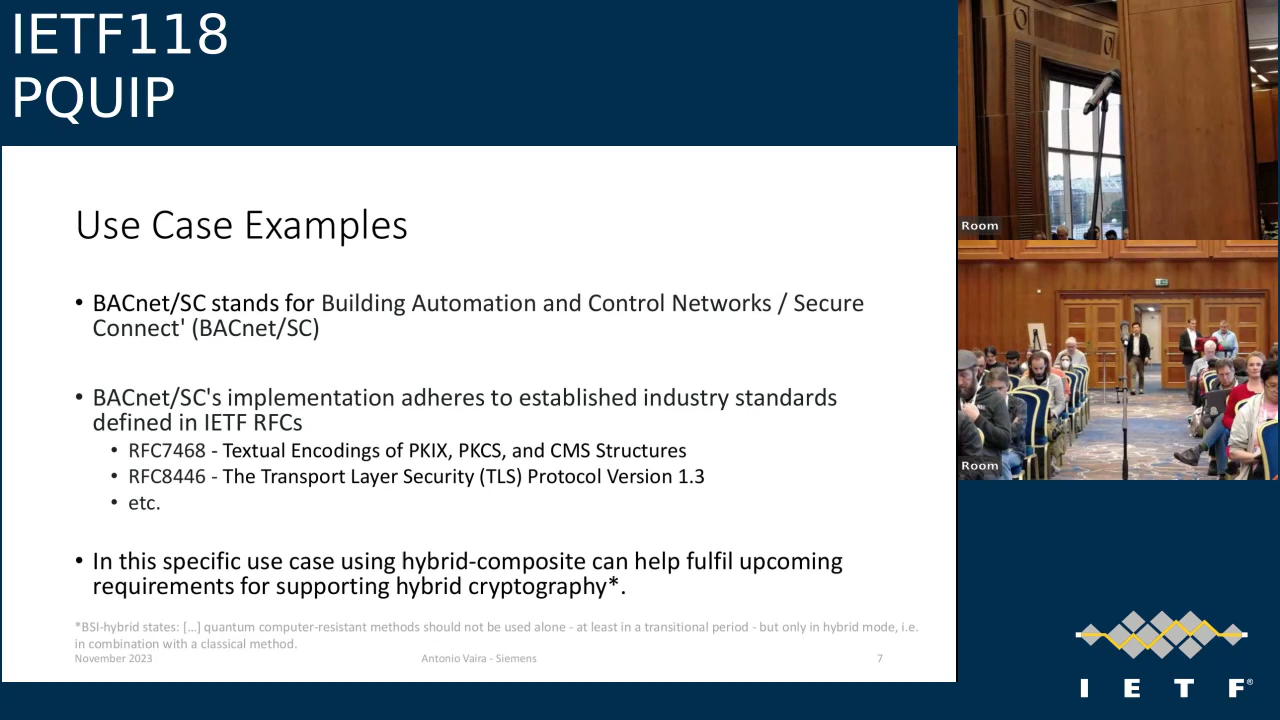 IETF118
PQUIP
Use Case Examples
• BACnet/SC stands for Building Automation and Control Networks / Secure
Connect' (BACnet/SC)
• BACnet/SC's implementation adheres to established industry standards
defined in IETF RFCs
• RFC7468 - Textual Encodings of PKIX, PKCS, and CMS Structures
• RFC8446 - The Transport Layer Security (TLS) Protocol Version 1.3
• etc.
• In this specific use case using hybrid-composite can help fulfil upcoming
requirements for supporting hybrid cryptography*.
*BSI-hybrid states: [...] quantum computer-resistant methods should not be used alone - at least in a transitional period - but only in hybrid mode, i.e.
in combination with a classical method.
November 2023 Antonio Vaira - Siemens 7
Room
Room
I E T F®